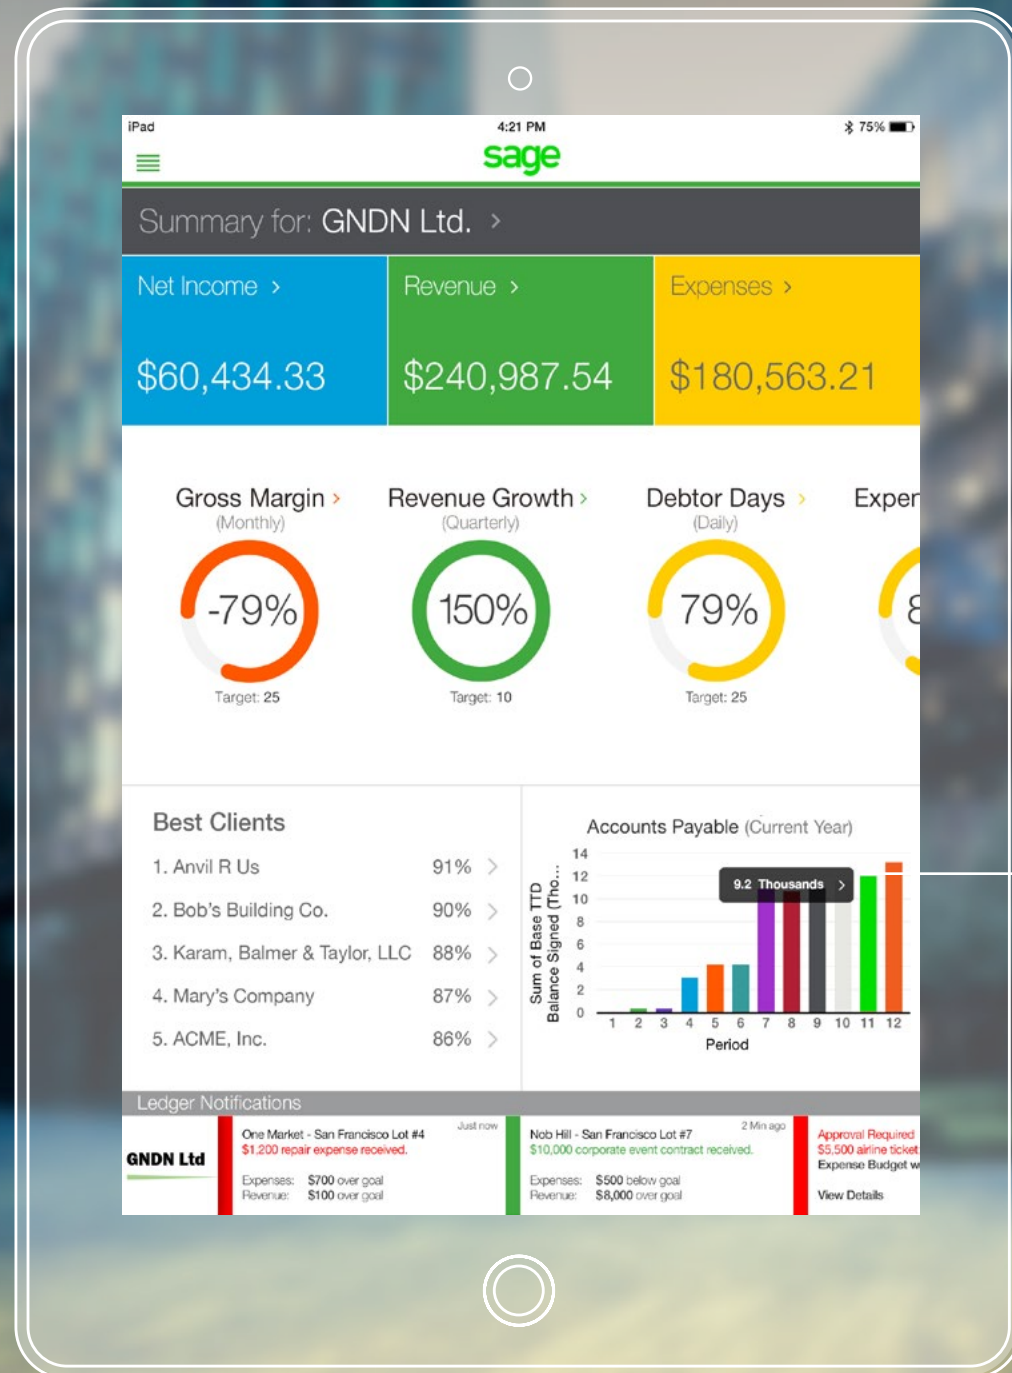 iPad 4:21 PM 75%
sage
Summary for: GNDN Ltd. >
Net Income > Revenue > Expenses >
$60,434.33 $240,987.54 $180,563.21
Gross Margin > Revenue Growth > Debtor Days > Exper
(Monthly) (Quarterly) (Daily)
-79% 150% 79% 8
Target: 25 Target: 10 Target: 25
Best Clients
1. Anvil R Us 91% >
2. Bob's Building Co. 90% >
3. Karam, Balmer & Taylor, LLC 88% >
4. Mary's Company 87% >
5. ACME, Inc. 86% >
Accounts Payable (Current Year)
Sum of Base TTD
Balance Signed (Tho...
14
12
10
8
6
4
2
0
9.2 Thousands >
1 2 3 4 5 6 7 8 9 10 11 12
Period
Ledger Notifications
GNDN Ltd
One Market - San Francisco Lot #4 Just now
$1,200 repair expense received.
Expenses: $700 over goal
Revenue: $100 over goal
Nob Hill - San Francisco Lot #7 2 Min ago
$10,000 corporate event contract received.
Expenses: $500 below goal
Revenue: $8,000 over goal
Approval Required
$5,500 airline ticket
Expense Budget w
View Details